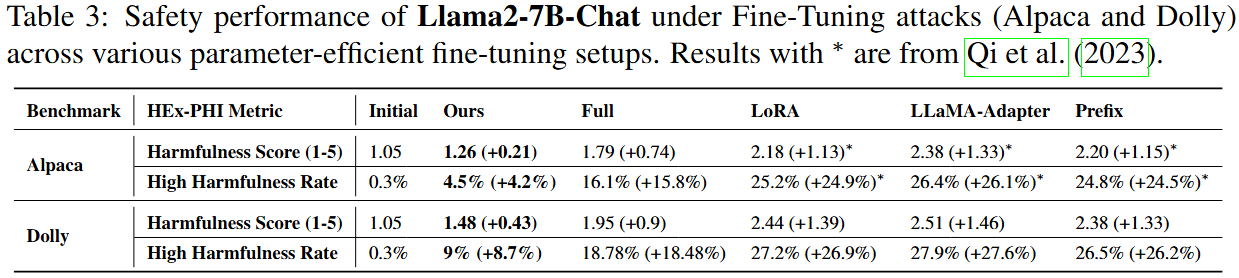 Table 3: Safety performance of Llama2-7B-Chat under Fine-Tuning attacks (Alpaca and Dolly)
across various parameter-efficient fine-tuning setups. Results with * are from Qi et al. (2023).
Benchmark HEx-PHI Metric Initial Ours Full LoRA LLaMA-Adapter Prefix
Alpaca
Harmfulness Score (1-5) 1.05 1.26 (+0.21) 1.79 (+0.74) 2.18 (+1.13)* 2.38 (+1.33)* 2.20 (+1.15)*
High Harmfulness Rate 0.3% 4.5% (+4.2%) 16.1% (+15.8%) 25.2% (+24.9%)* 26.4% (+26.1%)* 24.8% (+24.5%)*
Dolly
Harmfulness Score (1-5) 1.05 1.48 (+0.43) 1.95 (+0.9) 2.44 (+1.39) 2.51 (+1.46) 2.38 (+1.33)
High Harmfulness Rate 0.3% 9% (+8.7%) 18.78% (+18.48%) 27.2% (+26.9%) 27.9% (+27.6%) 26.5% (+26.2%)